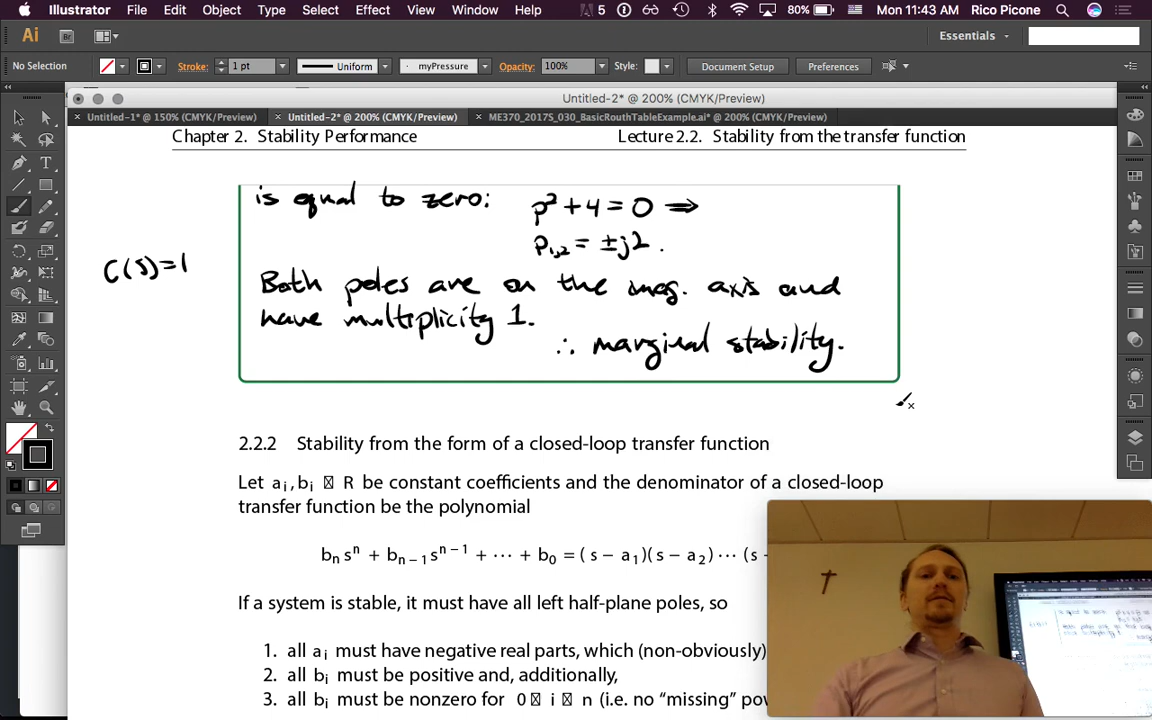 Illustrator File Edit Object Type Select Effect View Window Help 5 80% Mon 11:43 AM Rico Picone
Ai Br Essentials
No Selection Stroke: 1 pt Uniform myPressure Opacity: 100% Style: Document Setup Preferences
Untitled-2* @ 200% (CMYK/Preview)
Untitled-1* @ 150% (CMYK/Preview) Untitled-2* @ 200% (CMYK/Preview) ME370_2017S_030_BasicRouthTableExample.ai* @ 200% (CMYK/Preview)
Chapter 2. Stability Performance Lecture 2.2. Stability from the transfer function
is equal to zero: p² + 4 = 0 ⇒
p₁,₂ = ±j2.
C(s)=1
Both poles are on the imag. axis and
have multiplicity 1.
∴ marginal stability.
2.2.2 Stability from the form of a closed-loop transfer function
Let aᵢ,bᵢ R be constant coefficients and the denominator of a closed-loop
transfer function be the polynomial
bₙsⁿ + bₙ₋₁sⁿ⁻¹ + ⋯ + b₀ = (s − a₁)(s − a₂) ⋯ (s −
If a system is stable, it must have all left half-plane poles, so
1. all aᵢ must have negative real parts, which (non-obviously)
2. all bᵢ must be positive and, additionally,
3. all bᵢ must be nonzero for 0 i n (i.e. no “missing”